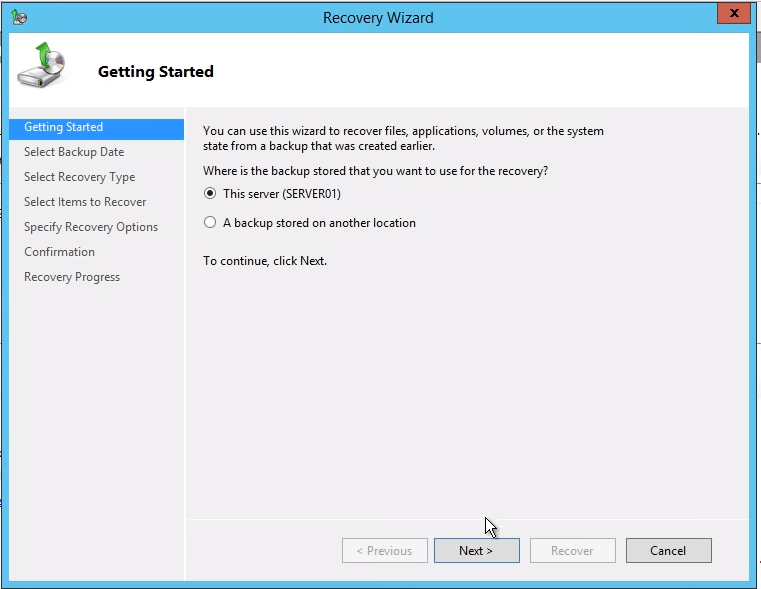 Recovery Wizard
x
Getting Started
Getting Started
Select Backup Date
Select Recovery Type
Select Items to Recover
Specify Recovery Options
Confirmation
Recovery Progress
You can use this wizard to recover files, applications, volumes, or the system
state from a backup that was created earlier.
Where is the backup stored that you want to use for the recovery?
This server (SERVER01)
A backup stored on another location
To continue, click Next.
< Previous
Next >
Recover
Cancel